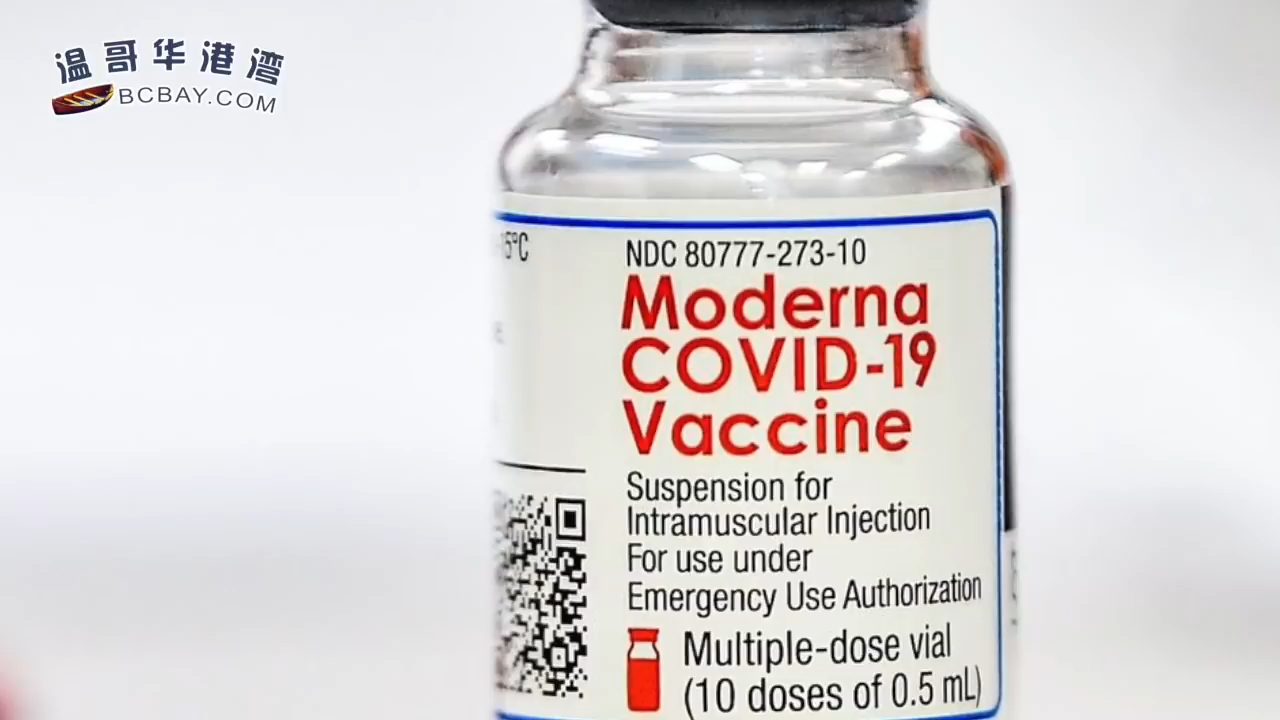 温哥华港湾
BCBAY.COM
5°C
NDC 80777-273-10
Moderna
COVID-19
Vaccine
Suspension for
Intramuscular Injection
For use under
Emergency Use Authorization
Multiple-dose vial
(10 doses of 0.5 mL)